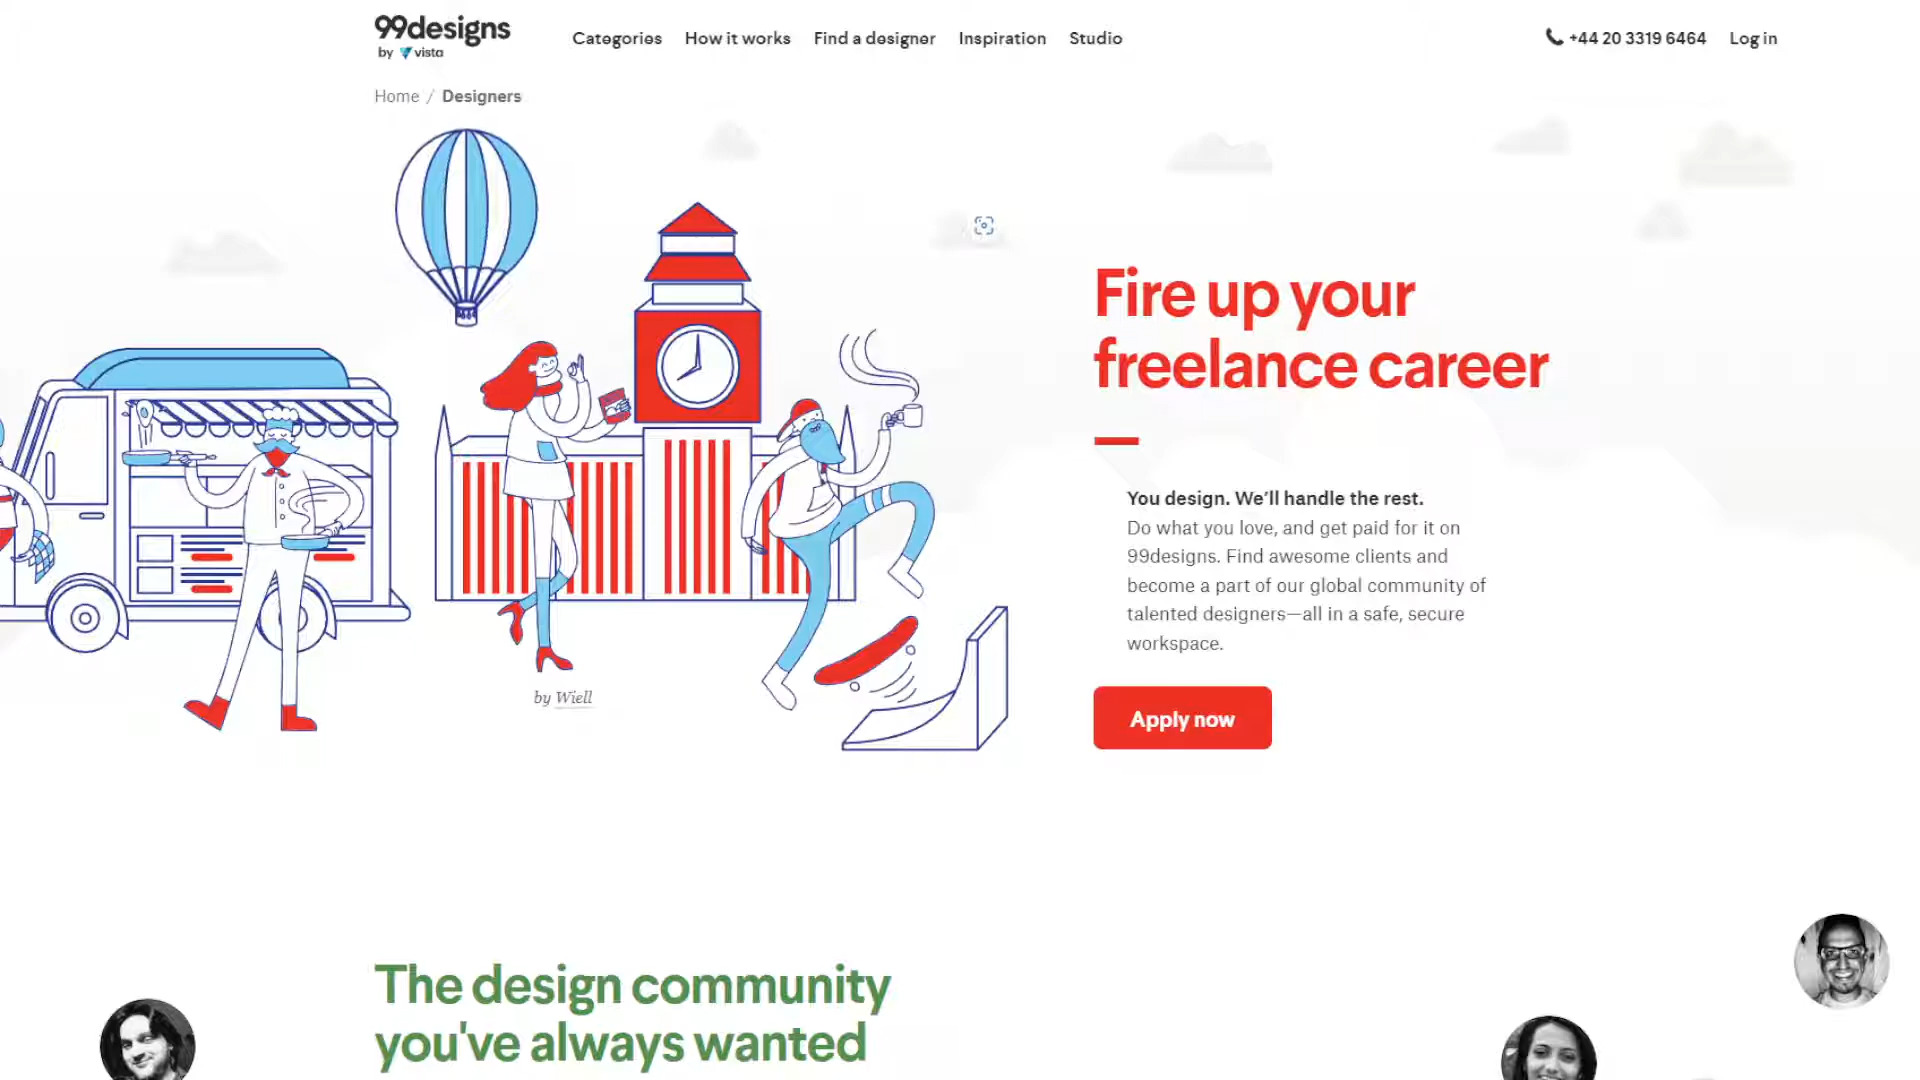 99designs
by vista
Categories How it works Find a designer Inspiration Studio
+44 20 3319 6464 Log in
Home / Designers
Fire up your
freelance career
You design. We’ll handle the rest.
Do what you love, and get paid for it on
99designs. Find awesome clients and
become a part of our global community of
talented designers—all in a safe, secure
workspace.
by Wiell
Apply now
The design community
you've always wanted